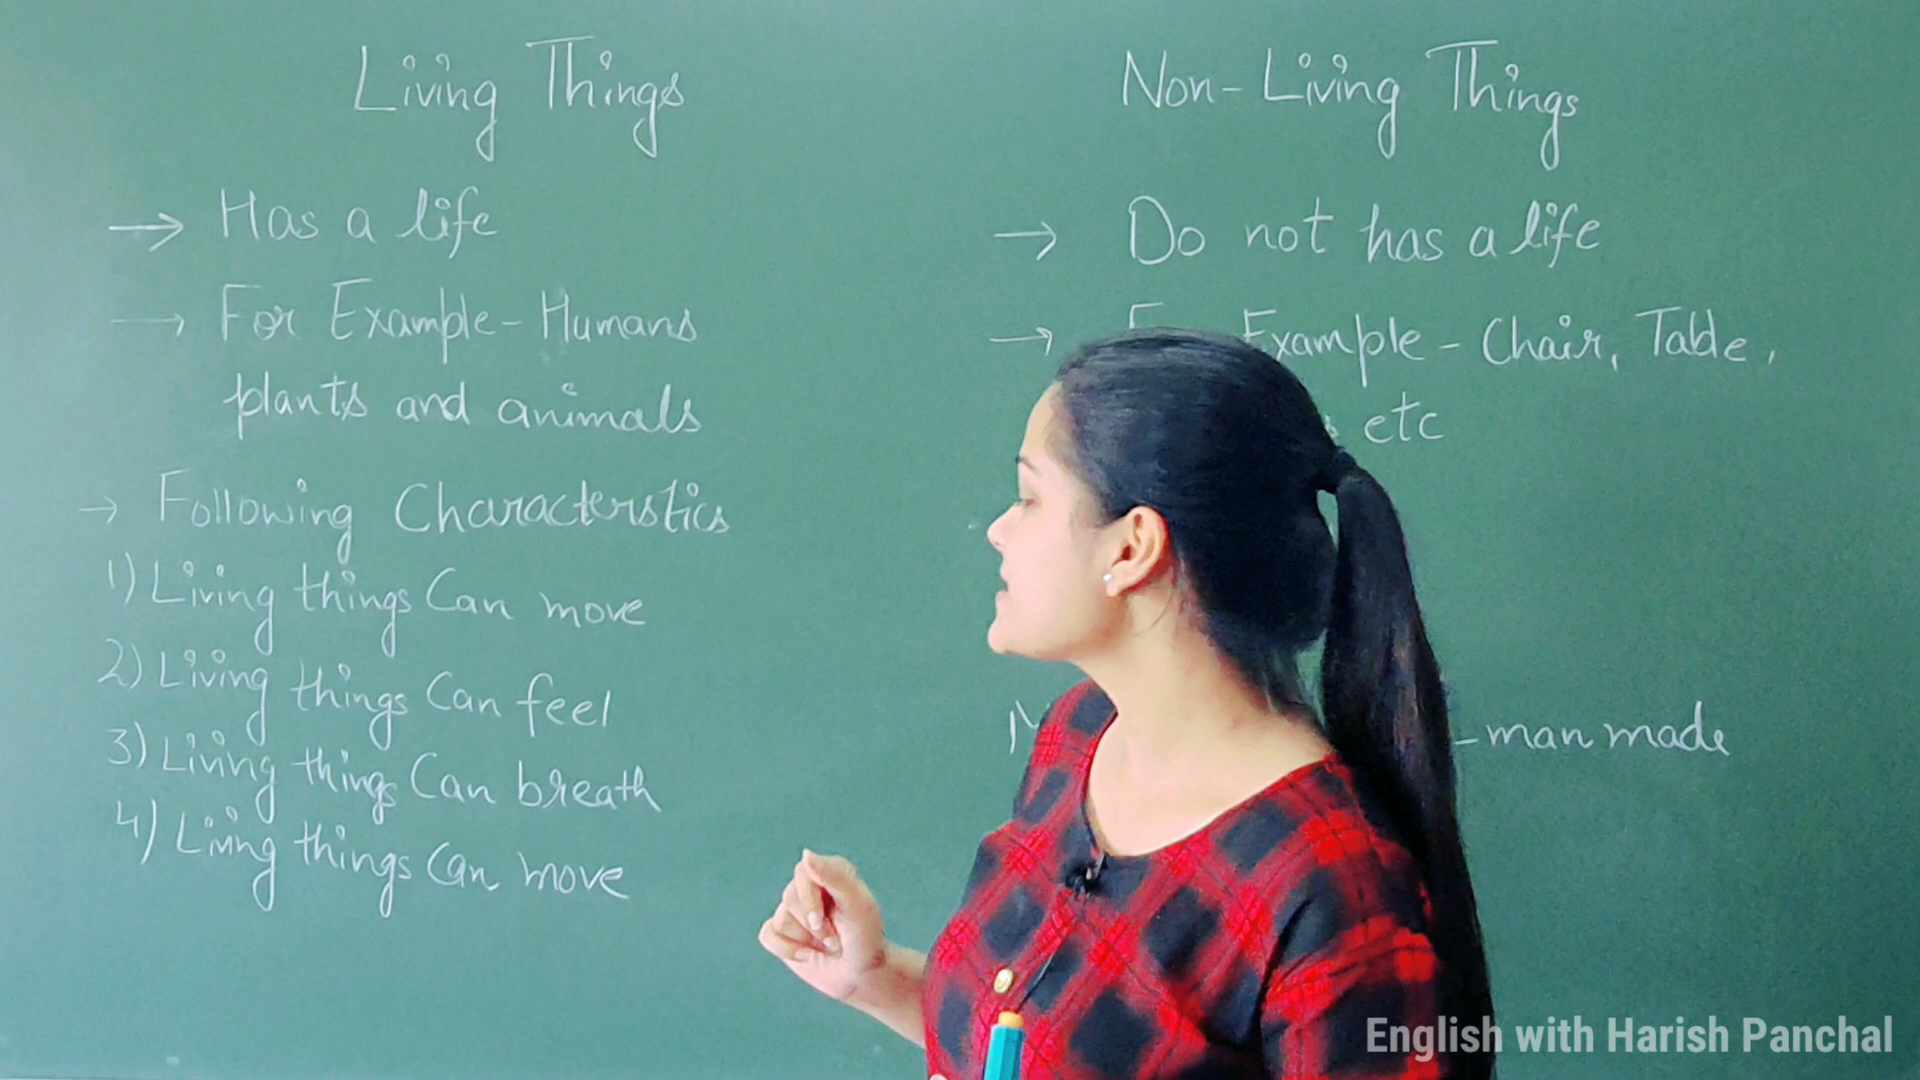 Living Things
→ Has a life
→ For Example - Humans
plants and animals
→ Following Characterstics
1) Living things Can move
2) Living things Can feel
3) Living things Can breath
4) Living things Can move
Non-Living Things
→ Do not has a life
→ Example - Chair, Table,
etc
- man made
English with Harish Panchal